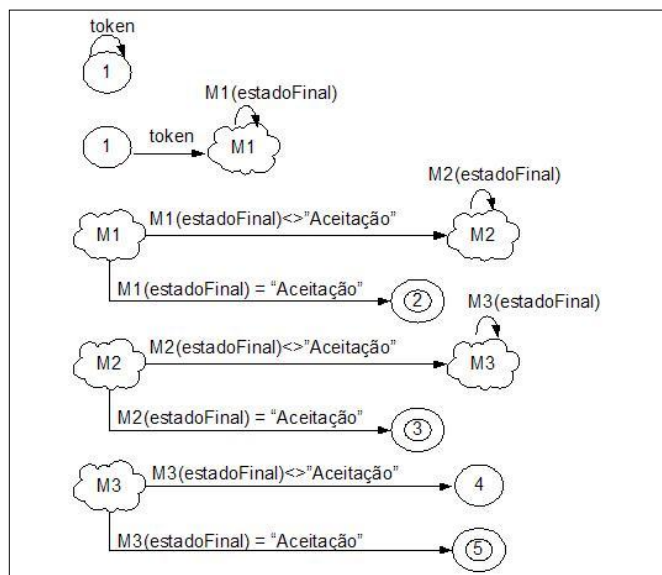 token
1
M1(estadoFinal)
1
token
M1
M2(estadoFinal)
M1
M1(estadoFinal)<>"Aceitação"
M2
M1(estadoFinal) = “Aceitação”
2
M3(estadoFinal)
M2
M2(estadoFinal)<>"Aceitação"
M3
M2(estadoFinal) = “Aceitação”
3
M3
M3(estadoFinal)<>"Aceitação"
4
M3(estadoFinal) = “Aceitação”
5